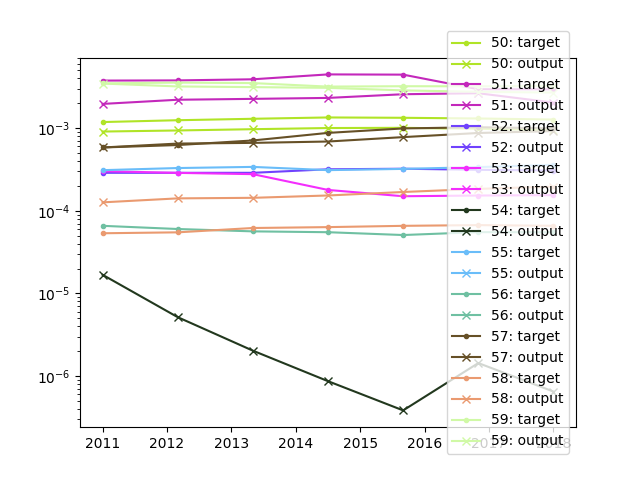 50: target
50: output
51: target
51: output
52: target
52: output
53: target
53: output
54: target
54: output
55: target
55: output
56: target
56: output
57: target
57: output
58: target
58: output
59: target
59: output
10⁻³
10⁻⁴
10⁻⁵
10⁻⁶
2011 2012 2013 2014 2015 2016 2017 2018